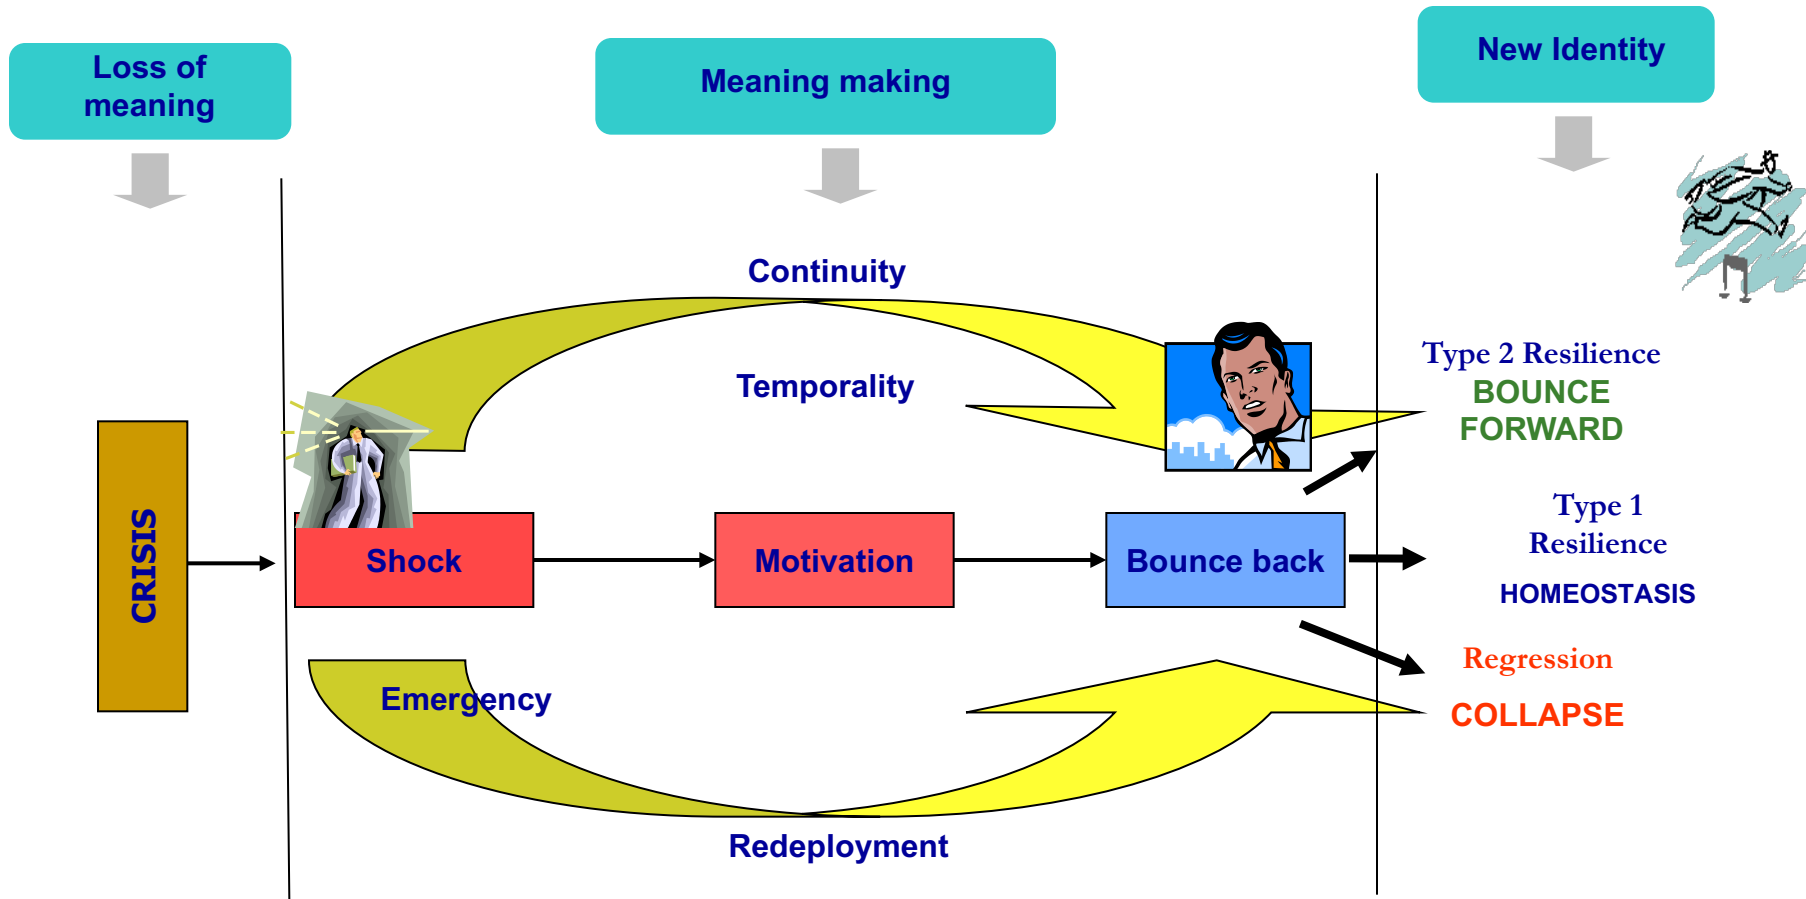 Loss of
meaning
Meaning making
New Identity
Continuity
Temporality
Type 2 Resilience
BOUNCE
FORWARD
CRISIS
Shock
Motivation
Bounce back
Type 1
Resilience
HOMEOSTASIS
Regression
COLLAPSE
Emergency
Redeployment